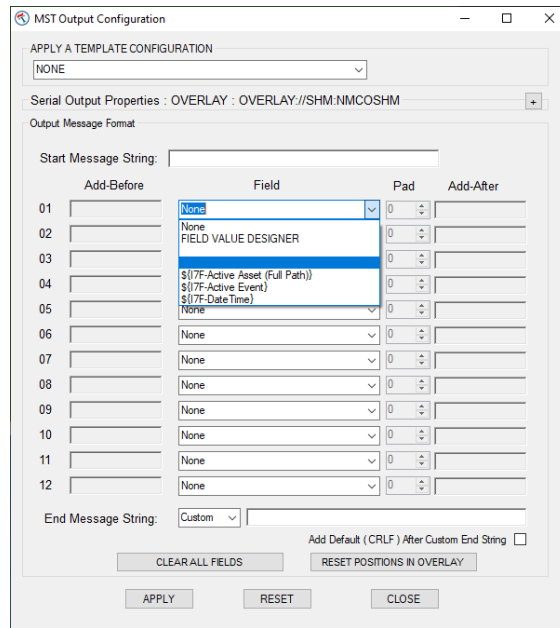 MST Output Configuration
APPLY A TEMPLATE CONFIGURATION
NONE
Serial Output Properties : OVERLAY : OVERLAY://SHM:NMCOSHM +
Output Message Format
Start Message String:
Add-Before Field Pad Add-After
01 None 0
02 None
FIELD VALUE DESIGNER 0
03 0
04 ${I7F-Active Asset (Full Path)}
${I7F-Active Event} 0
${I7F-DateTime}
05 None 0
06 None 0
07 None 0
08 None 0
09 None 0
10 None 0
11 None 0
12 None 0
End Message String: Custom
Add Default ( CRLF ) After Custom End String
CLEAR ALL FIELDS RESET POSITIONS IN OVERLAY
APPLY RESET CLOSE